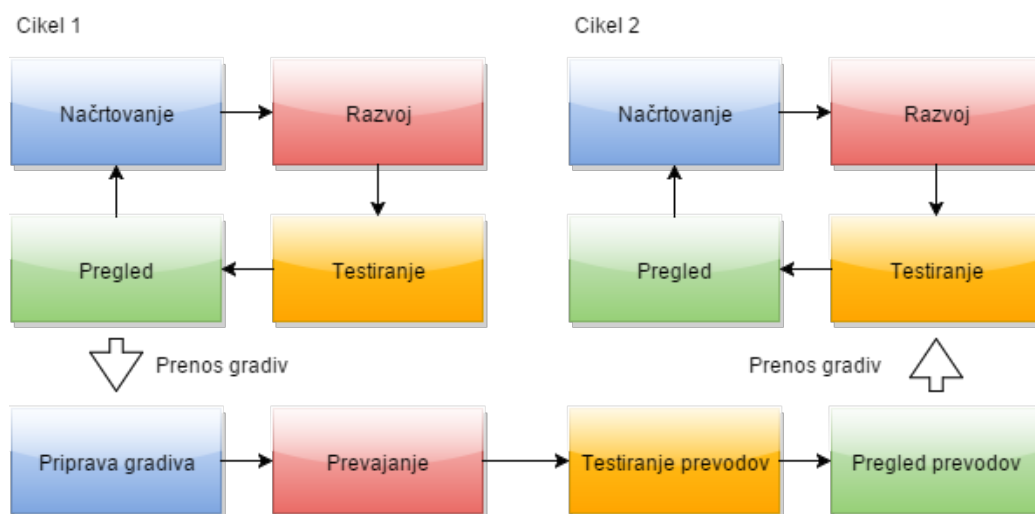 Cikel 1
Cikel 2
Načrtovanje
Razvoj
Načrtovanje
Razvoj
Pregled
Testiranje
Pregled
Testiranje
Prenos gradiv
Prenos gradiv
Priprava gradiva
Prevajanje
Testiranje prevodov
Pregled prevodov